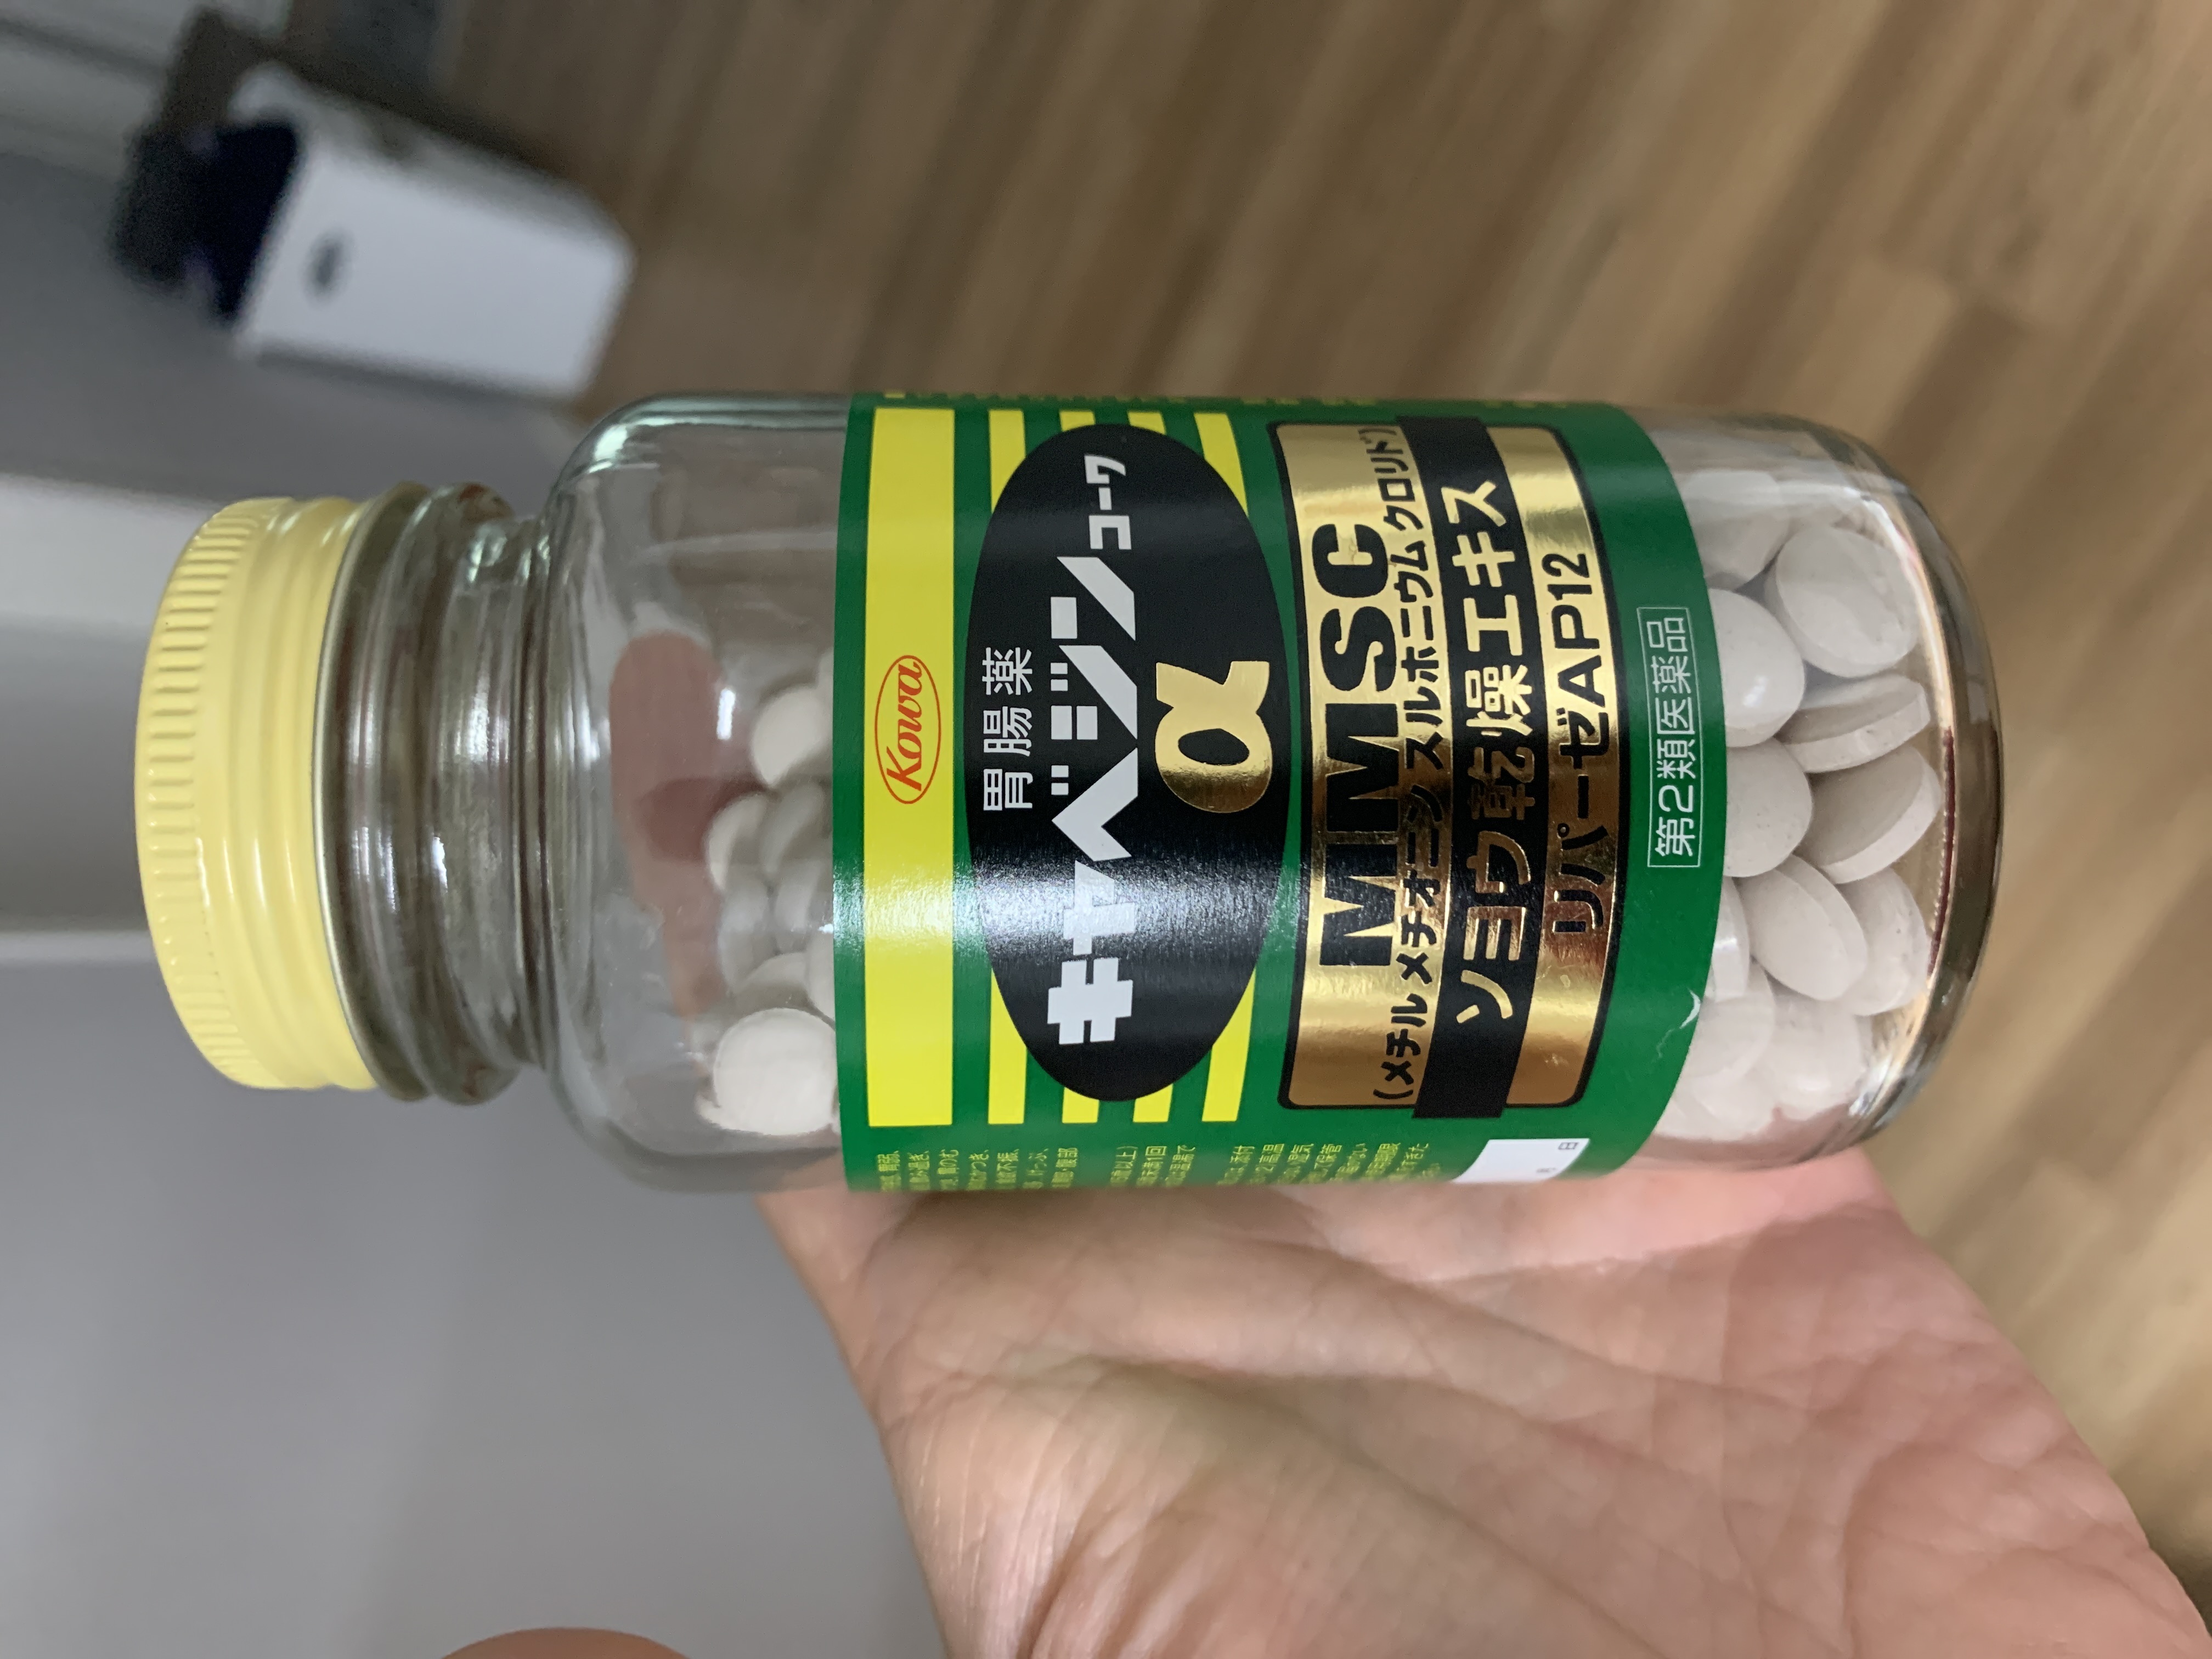 Kowa
胃腸薬
キャベジンコーワ
α
MMSC
(メチルメチオニンスルホニウムクロリド)
ソヨウ乾燥エキス
リパーゼAP12
第2類医薬品